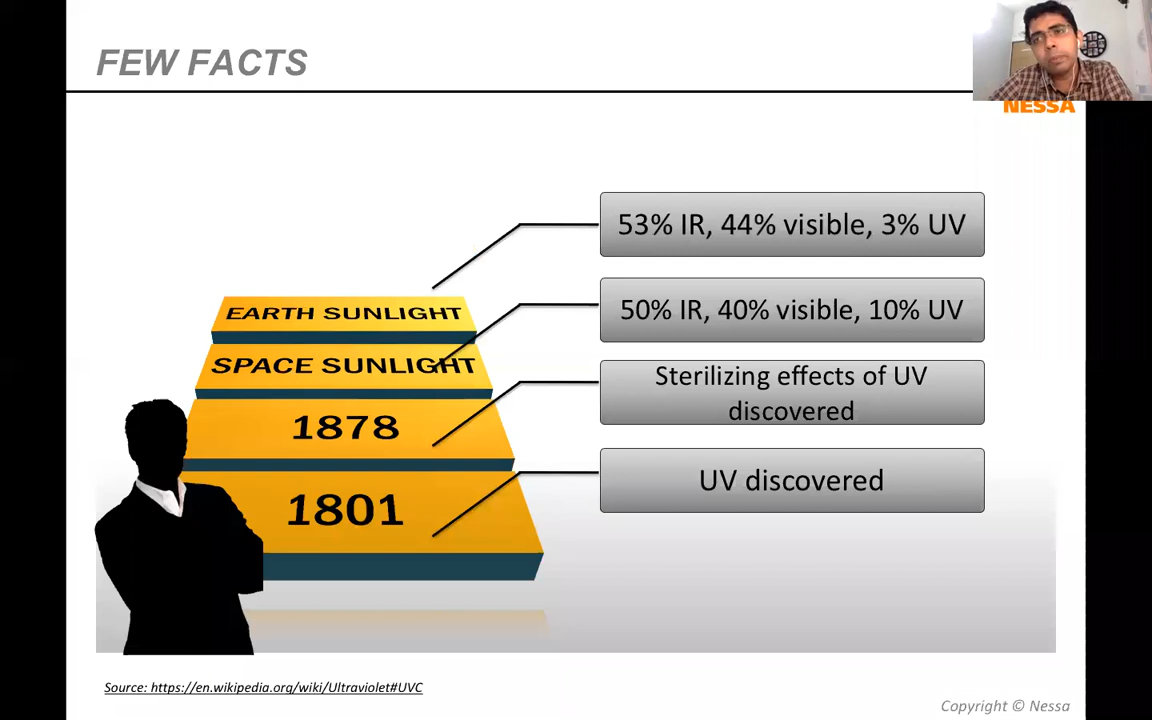 FEW FACTS
NESSA
53% IR, 44% visible, 3% UV
EARTH SUNLIGHT
50% IR, 40% visible, 10% UV
SPACE SUNLIGHT
Sterilizing effects of UV
discovered
1878
UV discovered
1801
Source: https://en.wikipedia.org/wiki/Ultraviolet#UVC
Copyright © Nessa